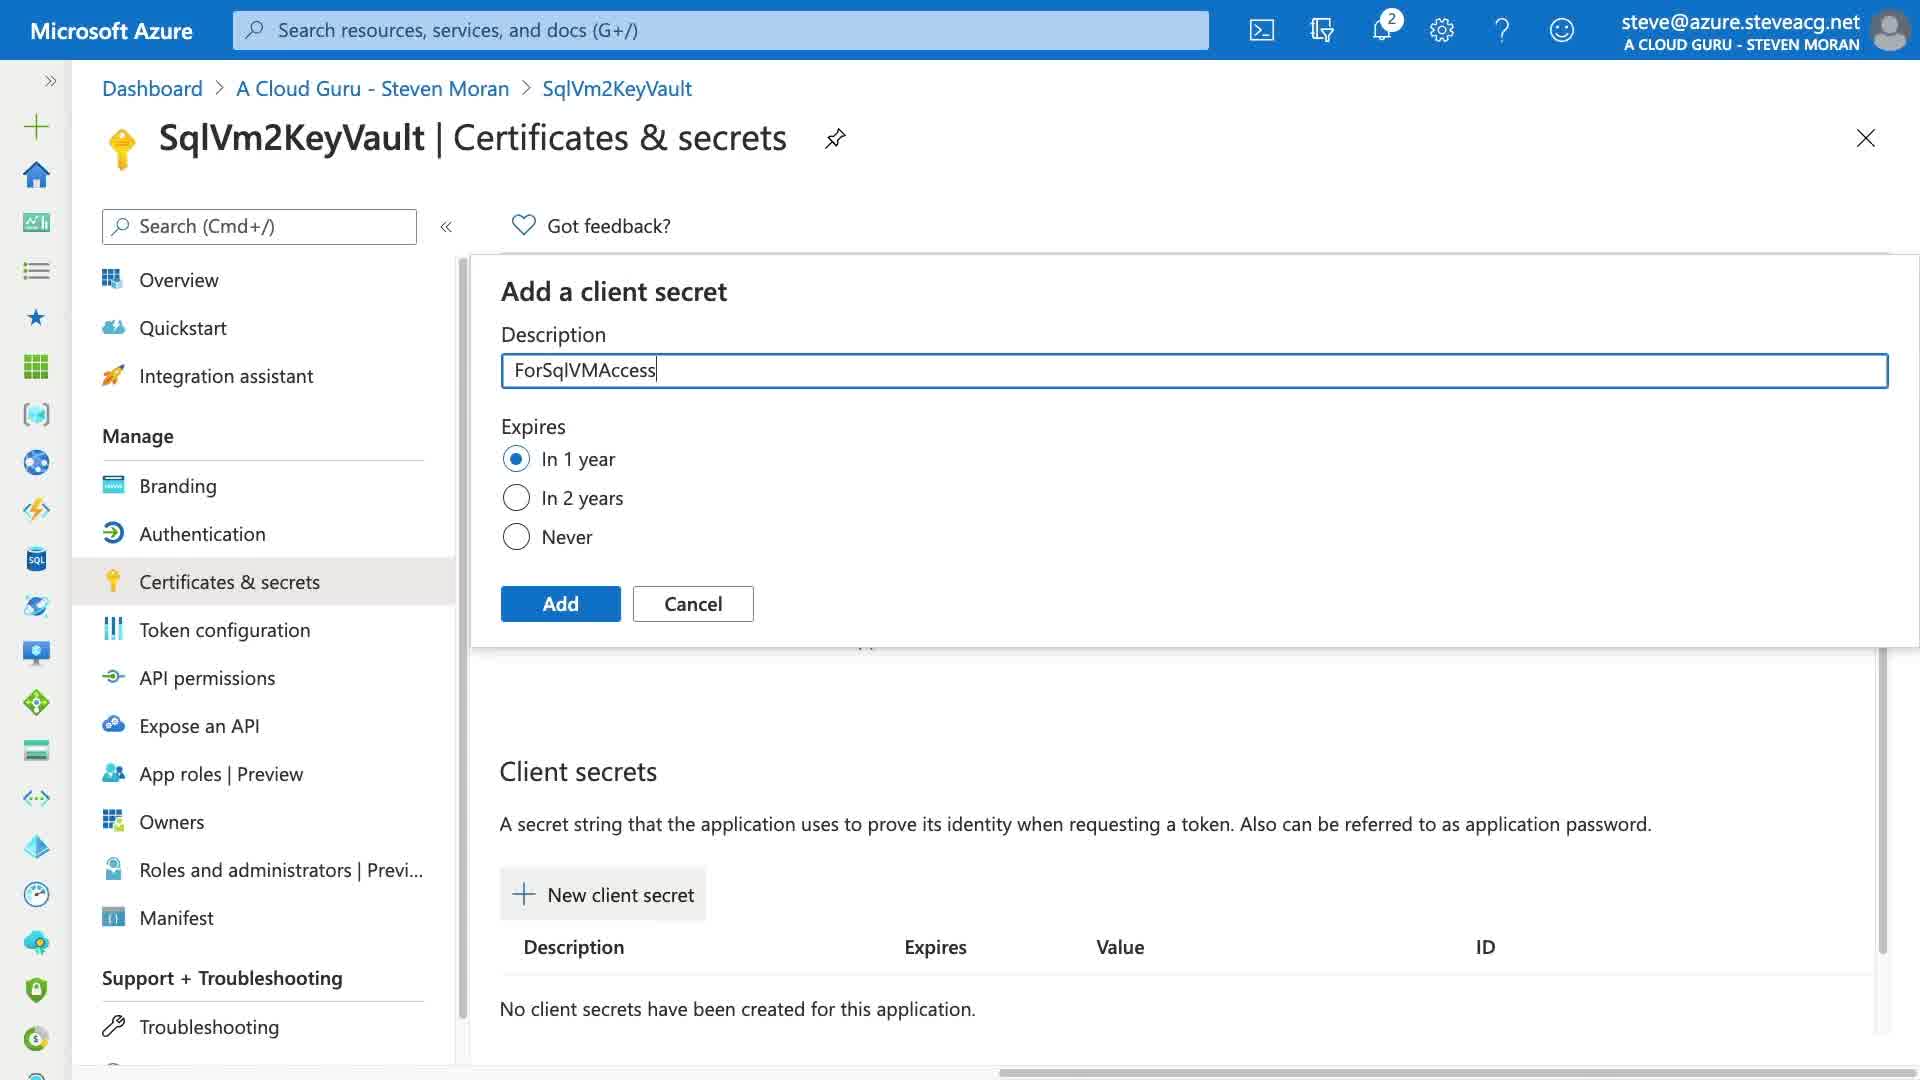 Microsoft Azure
Search resources, services, and docs (G+/)
2
steve@azure.steveacg.net
A CLOUD GURU - STEVEN MORAN
Dashboard > A Cloud Guru - Steven Moran > SqlVm2KeyVault
SqlVm2KeyVault | Certificates & secrets
Search (Cmd+/)
Got feedback?
Overview
Quickstart
Integration assistant
Manage
Branding
Authentication
Certificates & secrets
Token configuration
API permissions
Expose an API
App roles | Preview
Owners
Roles and administrators | Previ...
Manifest
Support + Troubleshooting
Troubleshooting
SQL
Add a client secret
Description
ForSqlVMAccess
Expires
In 1 year
In 2 years
Never
Add
Cancel
Client secrets
A secret string that the application uses to prove its identity when requesting a token. Also can be referred to as application password.
New client secret
Description Expires Value ID
No client secrets have been created for this application.